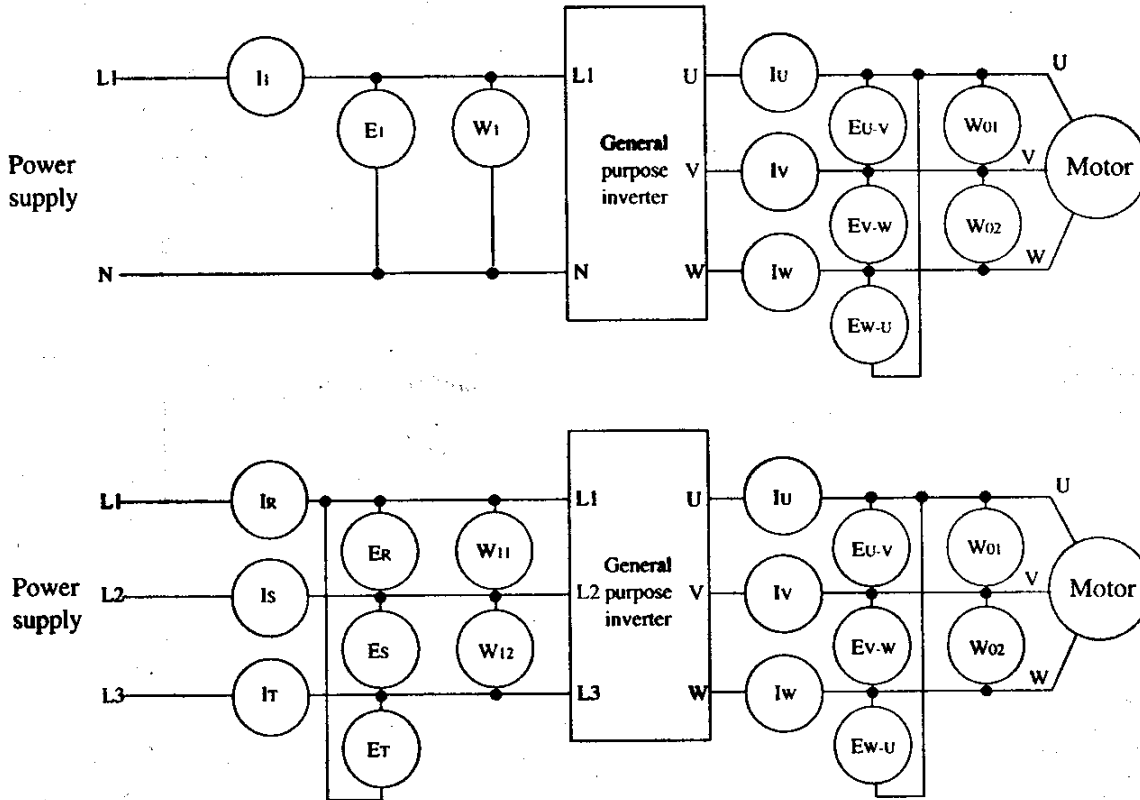 L1
I1
E1
W1
L1
General
purpose
inverter
N
N
Power
supply
U
V
W
IU
IV
IW
EU-V
EV-W
EW-U
W01
W02
U
V
W
Motor
L1
L2
L3
Power
supply
IR
IS
IT
ER
ES
ET
W11
W12
L1
L2
L3
General
purpose
inverter
U
V
W
IU
IV
IW
EU-V
EV-W
EW-U
W01
W02
U
V
W
Motor